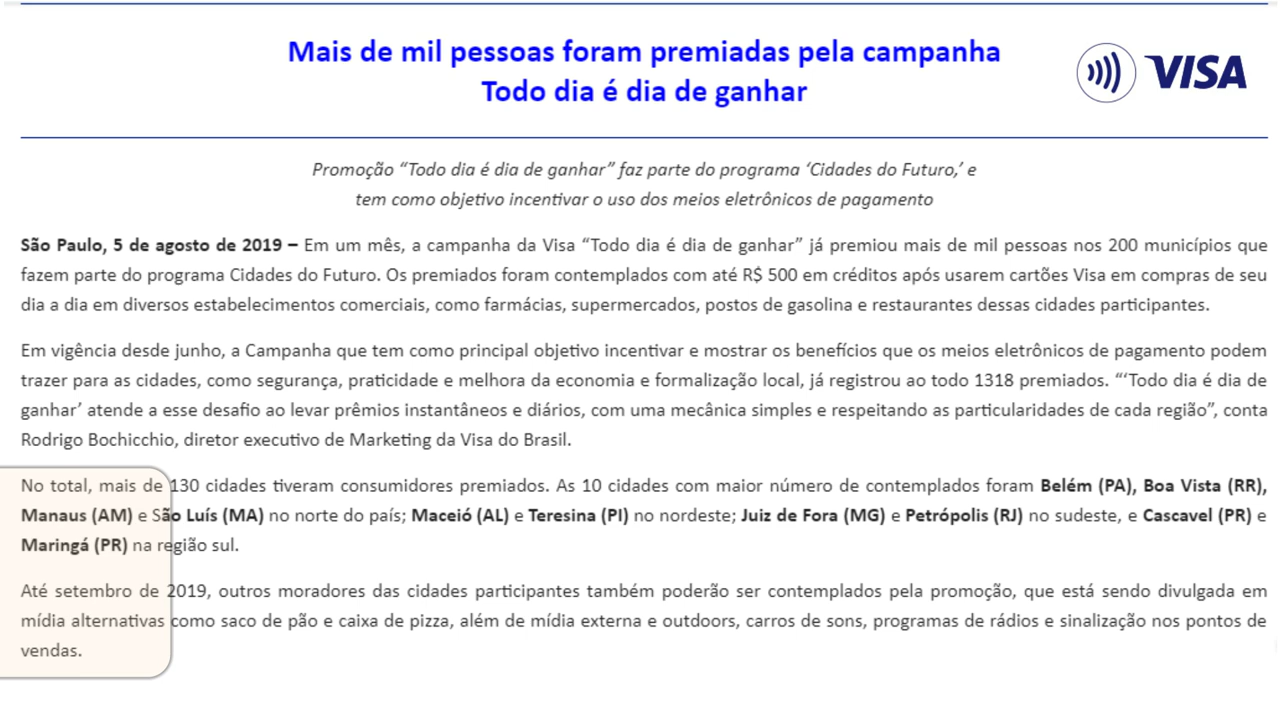 Mais de mil pessoas foram premiadas pela campanha
Todo dia é dia de ganhar
VISA
Promoção “Todo dia é dia de ganhar” faz parte do programa ‘Cidades do Futuro,’ e
tem como objetivo incentivar o uso dos meios eletrônicos de pagamento
São Paulo, 5 de agosto de 2019 – Em um mês, a campanha da Visa “Todo dia é dia de ganhar” já premiou mais de mil pessoas nos 200 municípios que
fazem parte do programa Cidades do Futuro. Os premiados foram contemplados com até R$ 500 em créditos após usarem cartões Visa em compras de seu
dia a dia em diversos estabelecimentos comerciais, como farmácias, supermercados, postos de gasolina e restaurantes dessas cidades participantes.
Em vigência desde junho, a Campanha que tem como principal objetivo incentivar e mostrar os benefícios que os meios eletrônicos de pagamento podem
trazer para as cidades, como segurança, praticidade e melhora da economia e formalização local, já registrou ao todo 1318 premiados. “‘Todo dia é dia de
ganhar’ atende a esse desafio ao levar prêmios instantâneos e diários, com uma mecânica simples e respeitando as particularidades de cada região”, conta
Rodrigo Bochicchio, diretor executivo de Marketing da Visa do Brasil.
No total, mais de 130 cidades tiveram consumidores premiados. As 10 cidades com maior número de contemplados foram Belém (PA), Boa Vista (RR),
Manaus (AM) e São Luís (MA) no norte do país; Maceió (AL) e Teresina (PI) no nordeste; Juiz de Fora (MG) e Petrópolis (RJ) no sudeste, e Cascavel (PR) e
Maringá (PR) na região sul.
Até setembro de 2019, outros moradores das cidades participantes também poderão ser contemplados pela promoção, que está sendo divulgada em
mídia alternativas como saco de pão e caixa de pizza, além de mídia externa e outdoors, carros de sons, programas de rádios e sinalização nos pontos de
vendas.